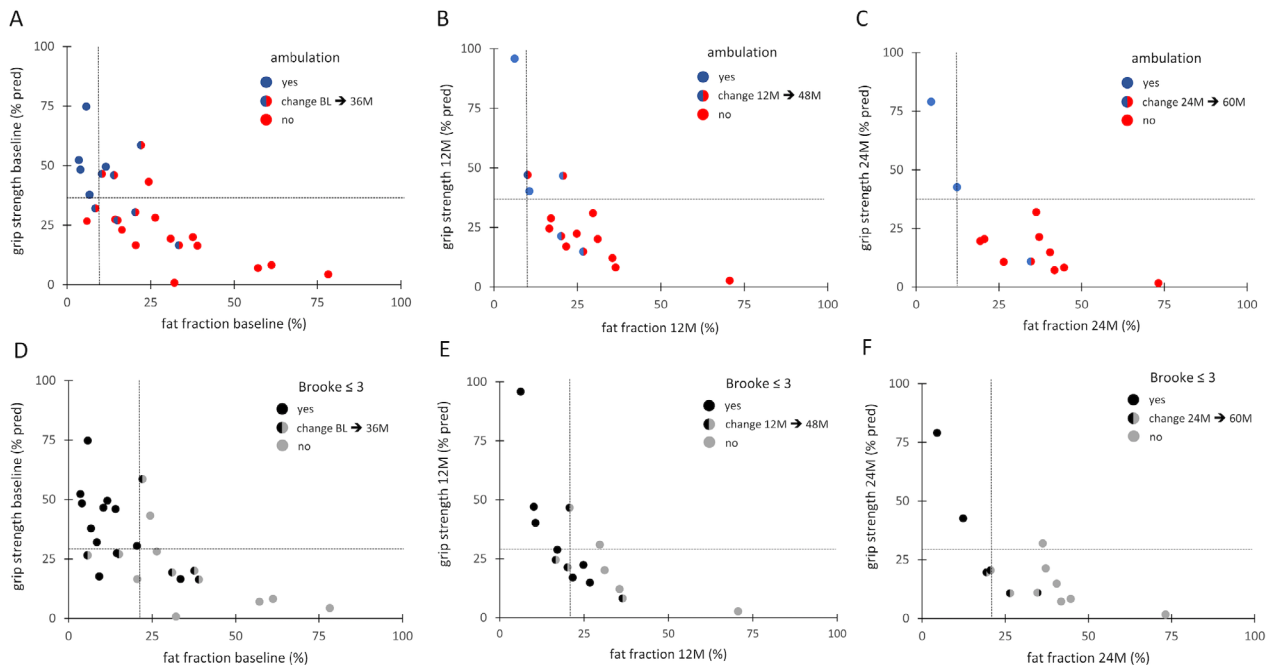 A
100
75
50
25
0
0
25
50
75
100
grip strength baseline (% pred)
fat fraction baseline (%)
ambulation
yes
change BL ➔ 36M
no
B
100
75
50
25
0
0
25
50
75
100
grip strength 12M (% pred)
fat fraction 12M (%)
ambulation
yes
change 12M ➔ 48M
no
C
100
75
50
25
0
0
25
50
75
100
grip strength 24M (% pred)
fat fraction 24M (%)
ambulation
yes
change 24M ➔ 60M
no
D
100
75
50
25
0
0
25
50
75
100
grip strength baseline (% pred)
fat fraction baseline (%)
Brooke ≤ 3
yes
change BL ➔ 36M
no
E
100
75
50
25
0
0
25
50
75
100
grip strength 12M (% pred)
fat fraction 12M (%)
Brooke ≤ 3
yes
change 12M ➔ 48M
no
F
100
75
50
25
0
0
25
50
75
100
grip strength 24M (% pred)
fat fraction 24M (%)
Brooke ≤ 3
yes
change 24M ➔ 60M
no